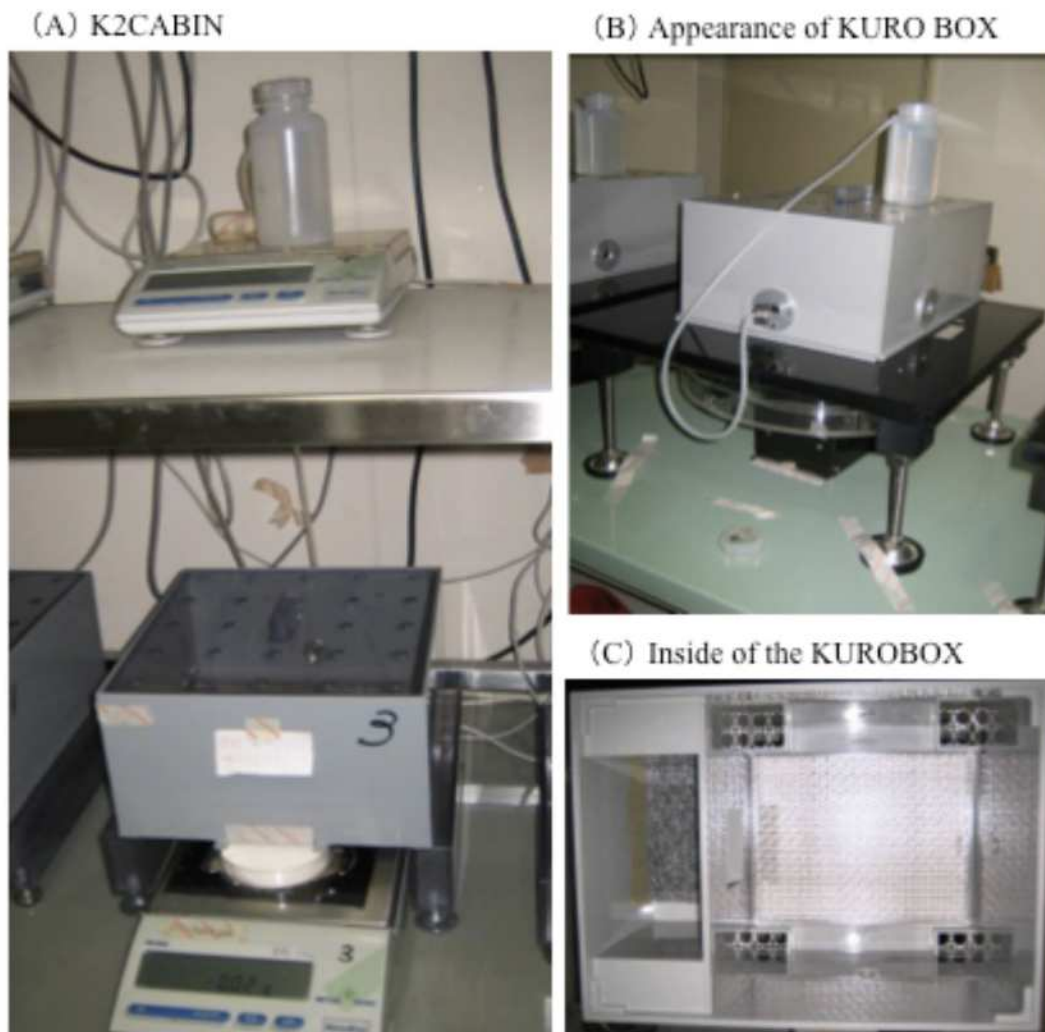 (A) K2CABIN
(B) Appearance of KURO BOX
3
3
(C) Inside of the KUROBOX